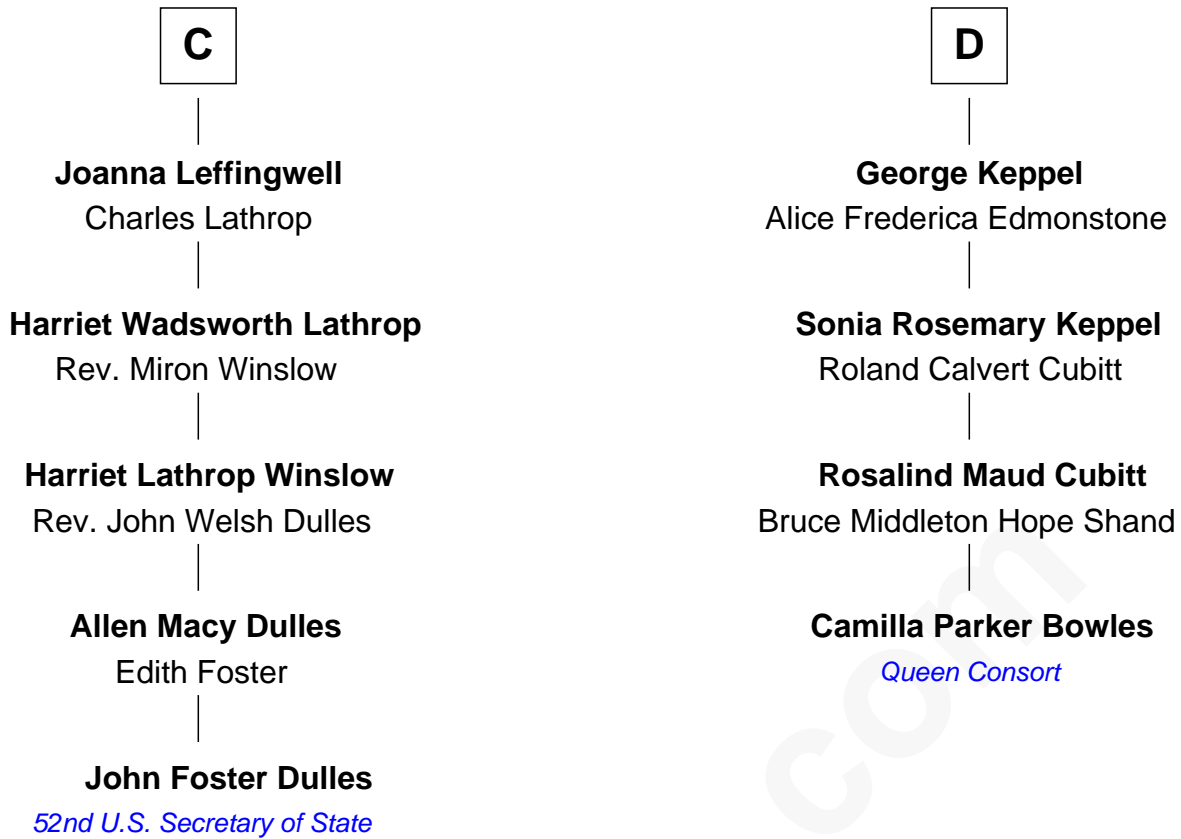 C
Joanna Leffingwell
Charles Lathrop
Harriet Wadsworth Lathrop
Rev. Miron Winslow
Harriet Lathrop Winslow
Rev. John Welsh Dulles
Allen Macy Dulles
Edith Foster
John Foster Dulles
52nd U.S. Secretary of State
D
George Keppel
Alice Frederica Edmonstone
Sonia Rosemary Keppel
Roland Calvert Cubitt
Rosalind Maud Cubitt
Bruce Middleton Hope Shand
Camilla Parker Bowles
Queen Consort
com